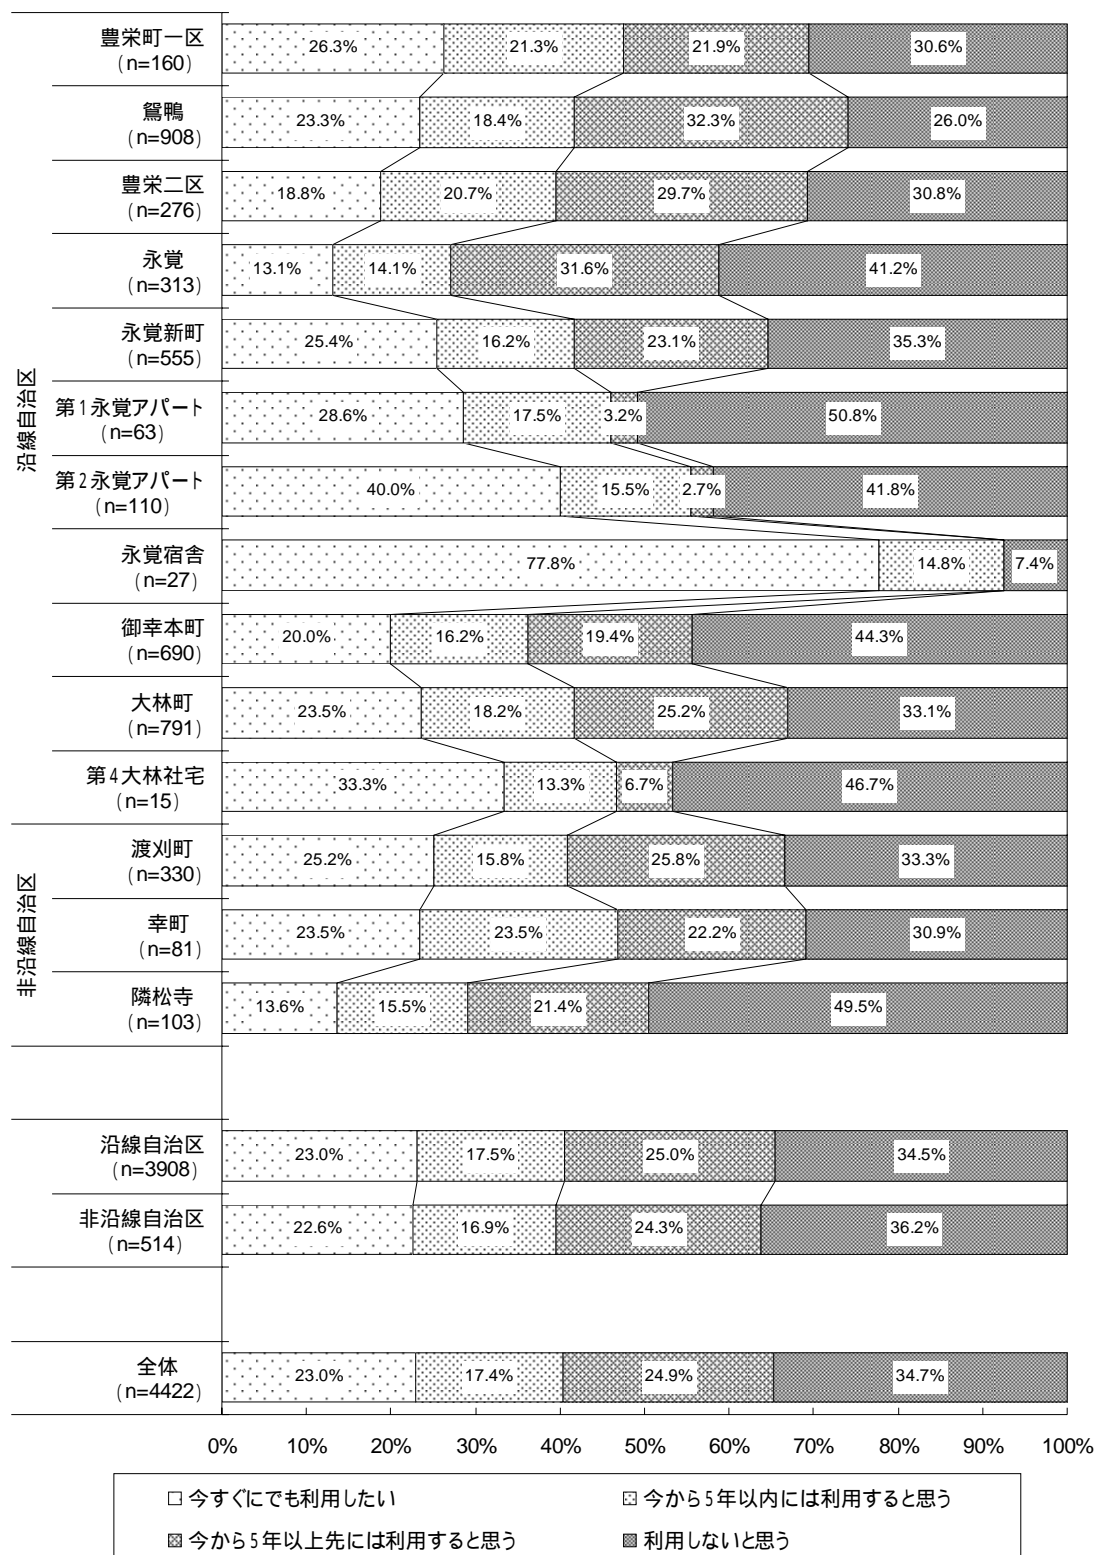 沿線自治区
豊栄町一区
(n=160)
26.3% 21.3% 21.9% 30.6%
鴛鴨
(n=908)
23.3% 18.4% 32.3% 26.0%
豊栄二区
(n=276)
18.8% 20.7% 29.7% 30.8%
永覚
(n=313)
13.1% 14.1% 31.6% 41.2%
永覚新町
(n=555)
25.4% 16.2% 23.1% 35.3%
第1永覚アパート
(n=63)
28.6% 17.5% 3.2% 50.8%
第2永覚アパート
(n=110)
40.0% 15.5% 2.7% 41.8%
永覚宿舎
(n=27)
77.8% 14.8% 7.4%
御幸本町
(n=690)
20.0% 16.2% 19.4% 44.3%
大林町
(n=791)
23.5% 18.2% 25.2% 33.1%
第4大林社宅
(n=15)
33.3% 13.3% 6.7% 46.7%
非沿線自治区
渡刈町
(n=330)
25.2% 15.8% 25.8% 33.3%
幸町
(n=81)
23.5% 23.5% 22.2% 30.9%
隣松寺
(n=103)
13.6% 15.5% 21.4% 49.5%
沿線自治区
(n=3908)
23.0% 17.5% 25.0% 34.5%
非沿線自治区
(n=514)
22.6% 16.9% 24.3% 36.2%
全体
(n=4422)
23.0% 17.4% 24.9% 34.7%
0% 10% 20% 30% 40% 50% 60% 70% 80% 90% 100%
今すぐにでも利用したい 今から5年以内には利用すると思う
今から5年以上先には利用すると思う 利用しないと思う